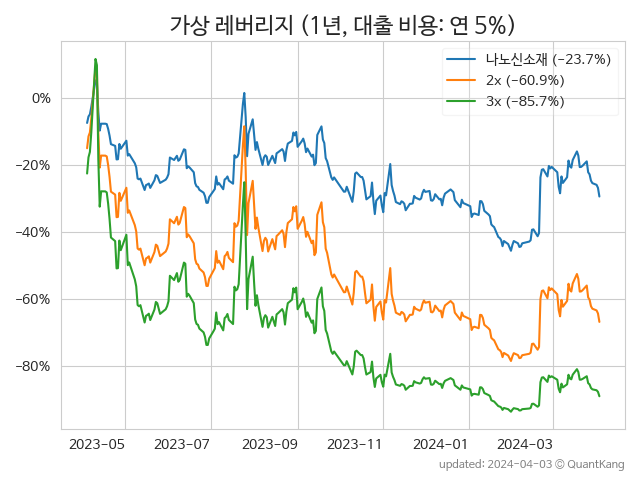 가상 레버리지 (1년, 대출 비용: 연 5%)
나노신소재 (−23.7%)
2x (−60.9%)
3x (−85.7%)
0%
−20%
−40%
−60%
−80%
2023-05 2023-07 2023-09 2023-11 2024-01 2024-03
updated: 2024-04-03 © QuantKang